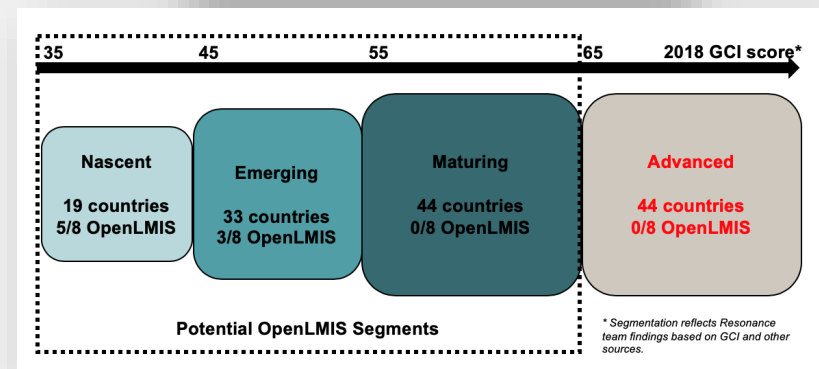 35 45 55 65 2018 GCI score*
Nascent
19 countries
5/8 OpenLMIS
Emerging
33 countries
3/8 OpenLMIS
Maturing
44 countries
0/8 OpenLMIS
Advanced
44 countries
0/8 OpenLMIS
Potential OpenLMIS Segments
* Segmentation reflects Resonance
team findings based on GCI and other
sources.